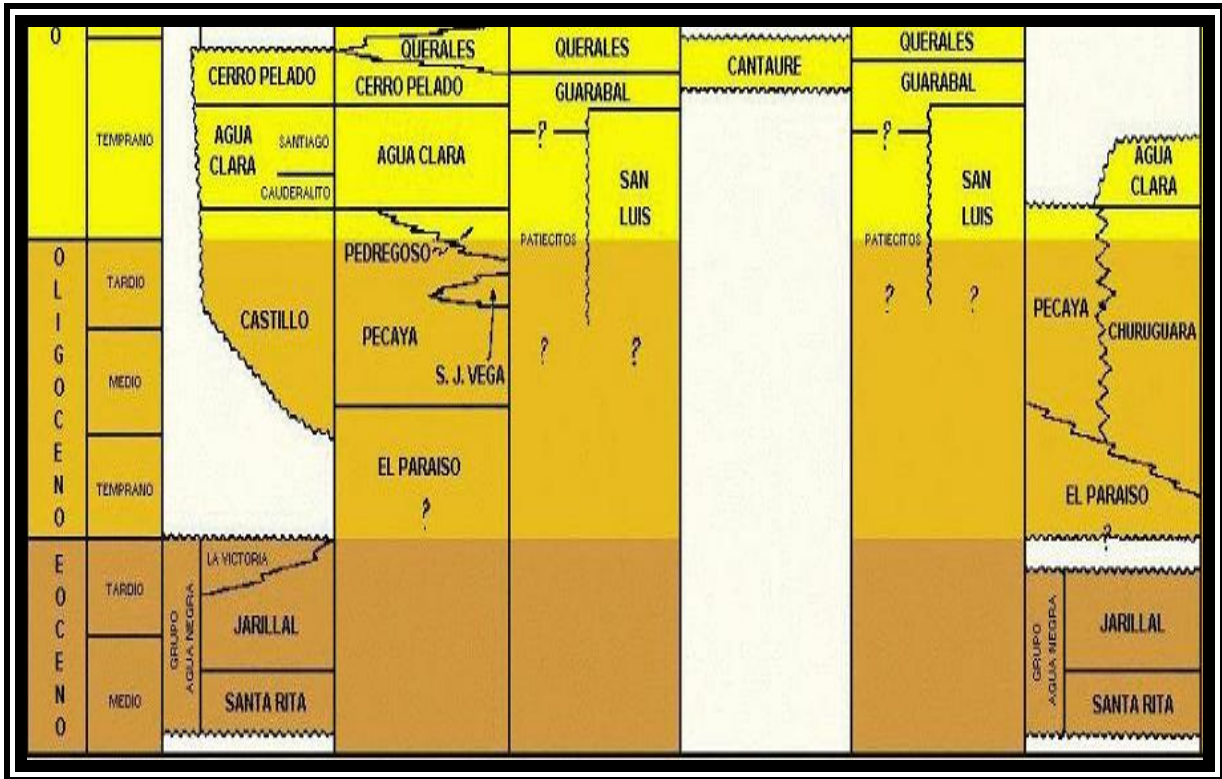 O
TEMPRANO
O
L
I
G
O
C
E
N
O
TARDIO
MEDIO
TEMPRANO
E
O
C
E
N
O
TARDIO
MEDIO
CERRO PELADO
AGUA
CLARA
SANTIAGO
CAUDERALITO
CASTILLO
LA VICTORIA
GRUPO
AGUA NEGRA
JARILLAL
SANTA RITA
QUERALES
CERRO PELADO
AGUA CLARA
PEDREGOSO
PECAYA
S. J. VEGA
EL PARAISO
?
QUERALES
GUARABAL
?
SAN
LUIS
PATIECITOS
?
?
CANTAURE
QUERALES
GUARABAL
?
SAN
LUIS
PATIECITOS
?
?
AGUA
CLARA
PECAYA
CHURUGUARA
EL PARAISO
?
GRUPO
AGUA NEGRA
JARILLAL
SANTA RITA